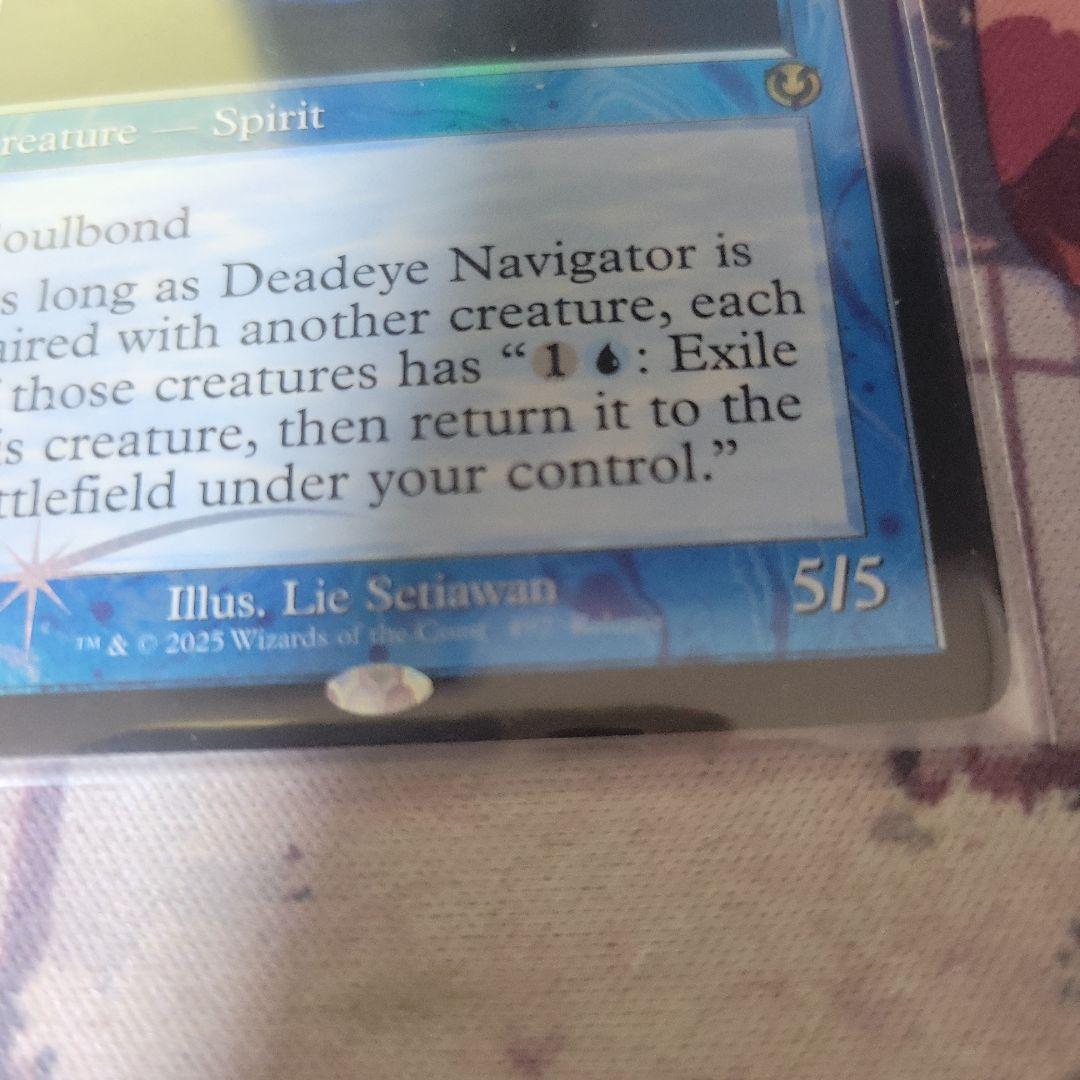 reature — Spirit
oulbond
s long as Deadeye Navigator is
aired with another creature, each
those creatures has “1 : Exile
is creature, then return it to the
ttlefield under your control.”
Illus. Lie Setiawan
5/5
™ & © 2025 Wizards of the Coast